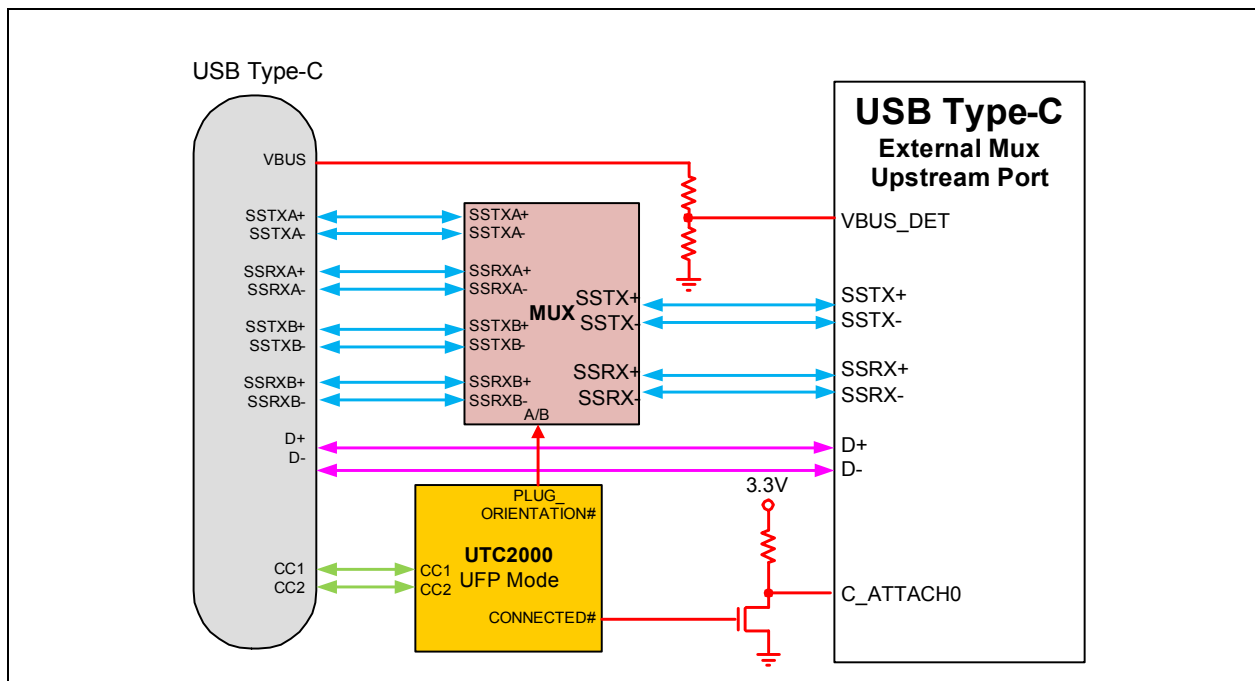 USB Type-C
VBUS
SSTXA+
SSTXA-
SSRXA+
SSRXA-
SSTXB+
SSTXB-
SSRXB+
SSRXB-
D+
D-
CC1
CC2
SSTXA+
SSTXA-
SSRXA+
SSRXA-
SSTXB+
SSTXB-
SSRXB+
SSRXB-
MUX
SSTX+
SSTX-
SSRX+
SSRX-
A/B
PLUG_
ORIENTATION#
UTC2000
UFP Mode
CC1
CC2
CONNECTED#
3.3V
USB Type-C
External Mux
Upstream Port
VBUS_DET
SSTX+
SSTX-
SSRX+
SSRX-
D+
D-
C_ATTACH0